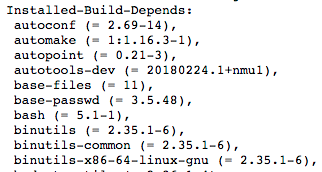 Installed-Build-Depends:
autoconf (= 2.69-14),
automake (= 1:1.16.3-1),
autopoint (= 0.21-3),
autotools-dev (= 20180224.1+nmu1),
base-files (= 11),
base-passwd (= 3.5.48),
bash (= 5.1-1),
binutils (= 2.35.1-6),
binutils-common (= 2.35.1-6),
binutils-x86-64-linux-gnu (= 2.35.1-6),